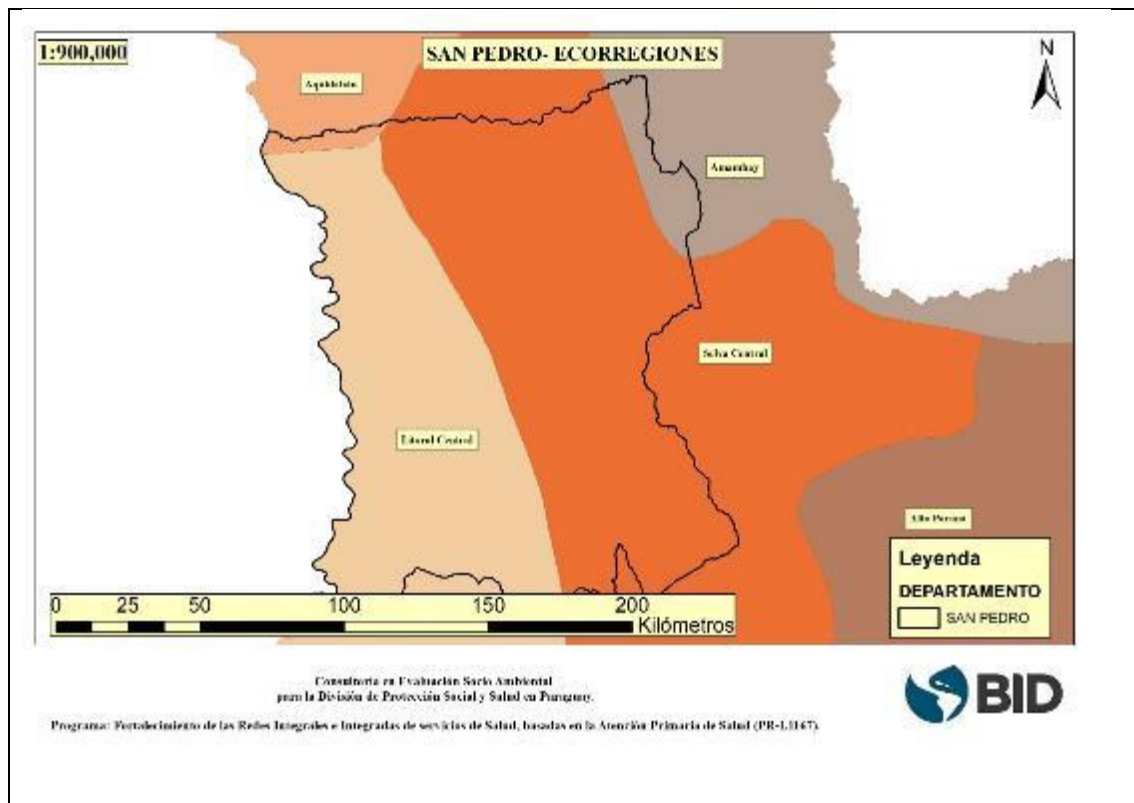 1:900,000
SAN PEDRO- ECORREGIONES
N
Aquidabán
Amambay
Selva Central
Litoral Central
Alto Paraná
Leyenda
DEPARTAMENTO
SAN PEDRO
0 25 50 100 150 200
Kilómetros
Consultoria en Evaluación Socio Ambiental
para la División de Protección Social y Salud en Paraguay.
BID
Programa: Fortalecimiento de las Redes Integrales e Integradas de servicios de Salud, basadas en la Atención Primaria de Salud (PR-L1167).